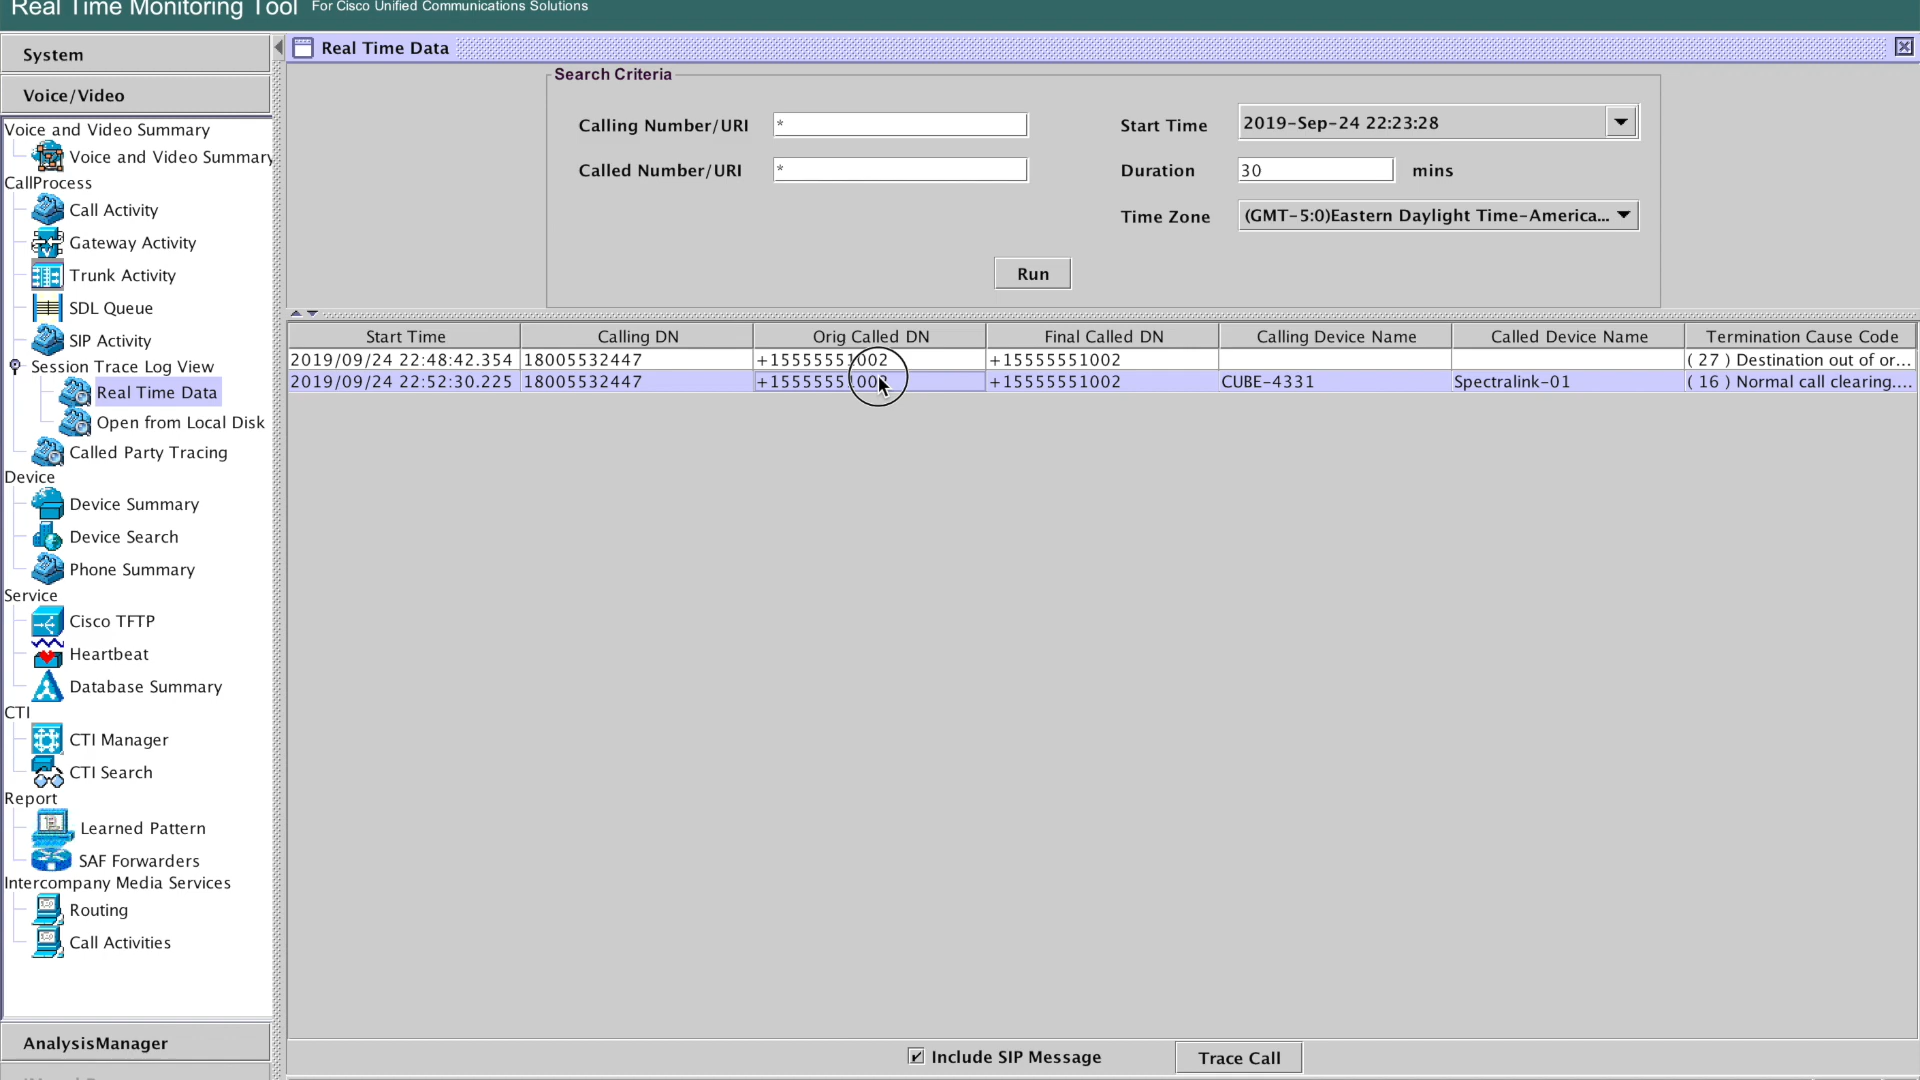 Real Time Monitoring Tool For Cisco Unified Communications Solutions
System
Voice/Video
Voice and Video Summary
Voice and Video Summary
CallProcess
Call Activity
Gateway Activity
Trunk Activity
SDL Queue
SIP Activity
Session Trace Log View
Real Time Data
Open from Local Disk
Called Party Tracing
Device
Device Summary
Device Search
Phone Summary
Service
Cisco TFTP
Heartbeat
Database Summary
CTI
CTI Manager
CTI Search
Report
Learned Pattern
SAF Forwarders
Intercompany Media Services
Routing
Call Activities
AnalysisManager
Real Time Data
Search Criteria
Calling Number/URI * Start Time 2019-Sep-24 22:23:28
Called Number/URI * Duration 30 mins
Time Zone (GMT-5:0)Eastern Daylight Time-America...
Run
Start Time Calling DN Orig Called DN Final Called DN Calling Device Name Called Device Name Termination Cause Code
2019/09/24 22:48:42.354 18005532447 +15555551002 +15555551002 ( 27 ) Destination out of or...
2019/09/24 22:52:30.225 18005532447 +15555551002 +15555551002 CUBE-4331 Spectralink-01 ( 16 ) Normal call clearing....
Include SIP Message Trace Call